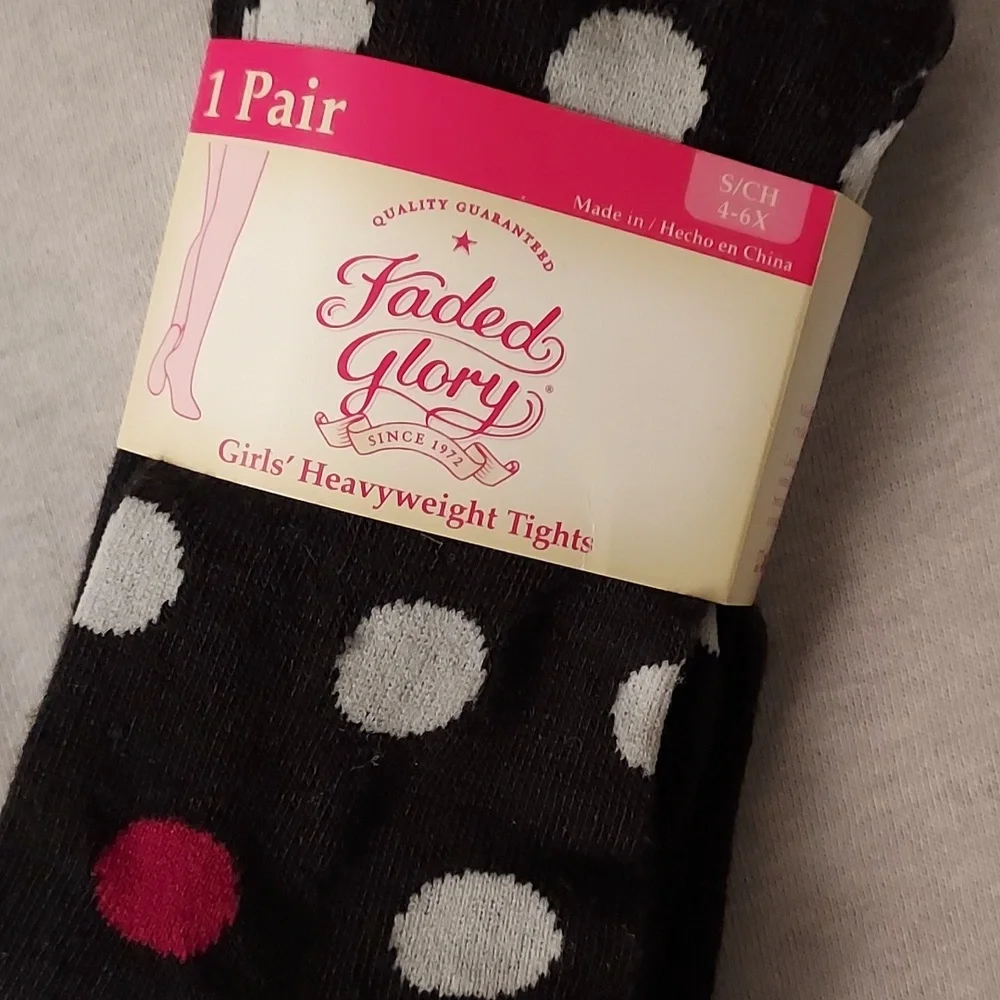 1 Pair
S/CH
4-6X
Made in / Hecho en China
QUALITY GUARANTEED
Faded
Glory®
SINCE 1972
Girls' Heavyweight Tights